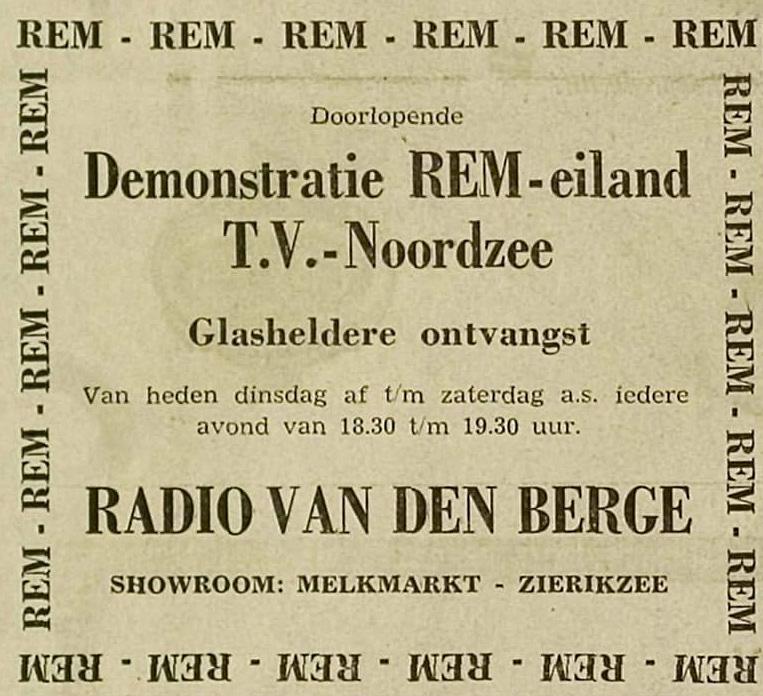 REM - REM - REM - REM - REM - REM
Doorlopende
Demonstratie REM-eiland
T.V.-Noordzee
Glasheldere ontvangst
Van heden dinsdag af t/m zaterdag a.s. iedere
avond van 18.30 t/m 19.30 uur.
RADIO VAN DEN BERGE
SHOWROOM: MELKMARKT - ZIERIKZEE
REM - REM - REM - REM - REM
REM - REM - REM - REM - REM
REM - REM - REM - REM - REM - REM